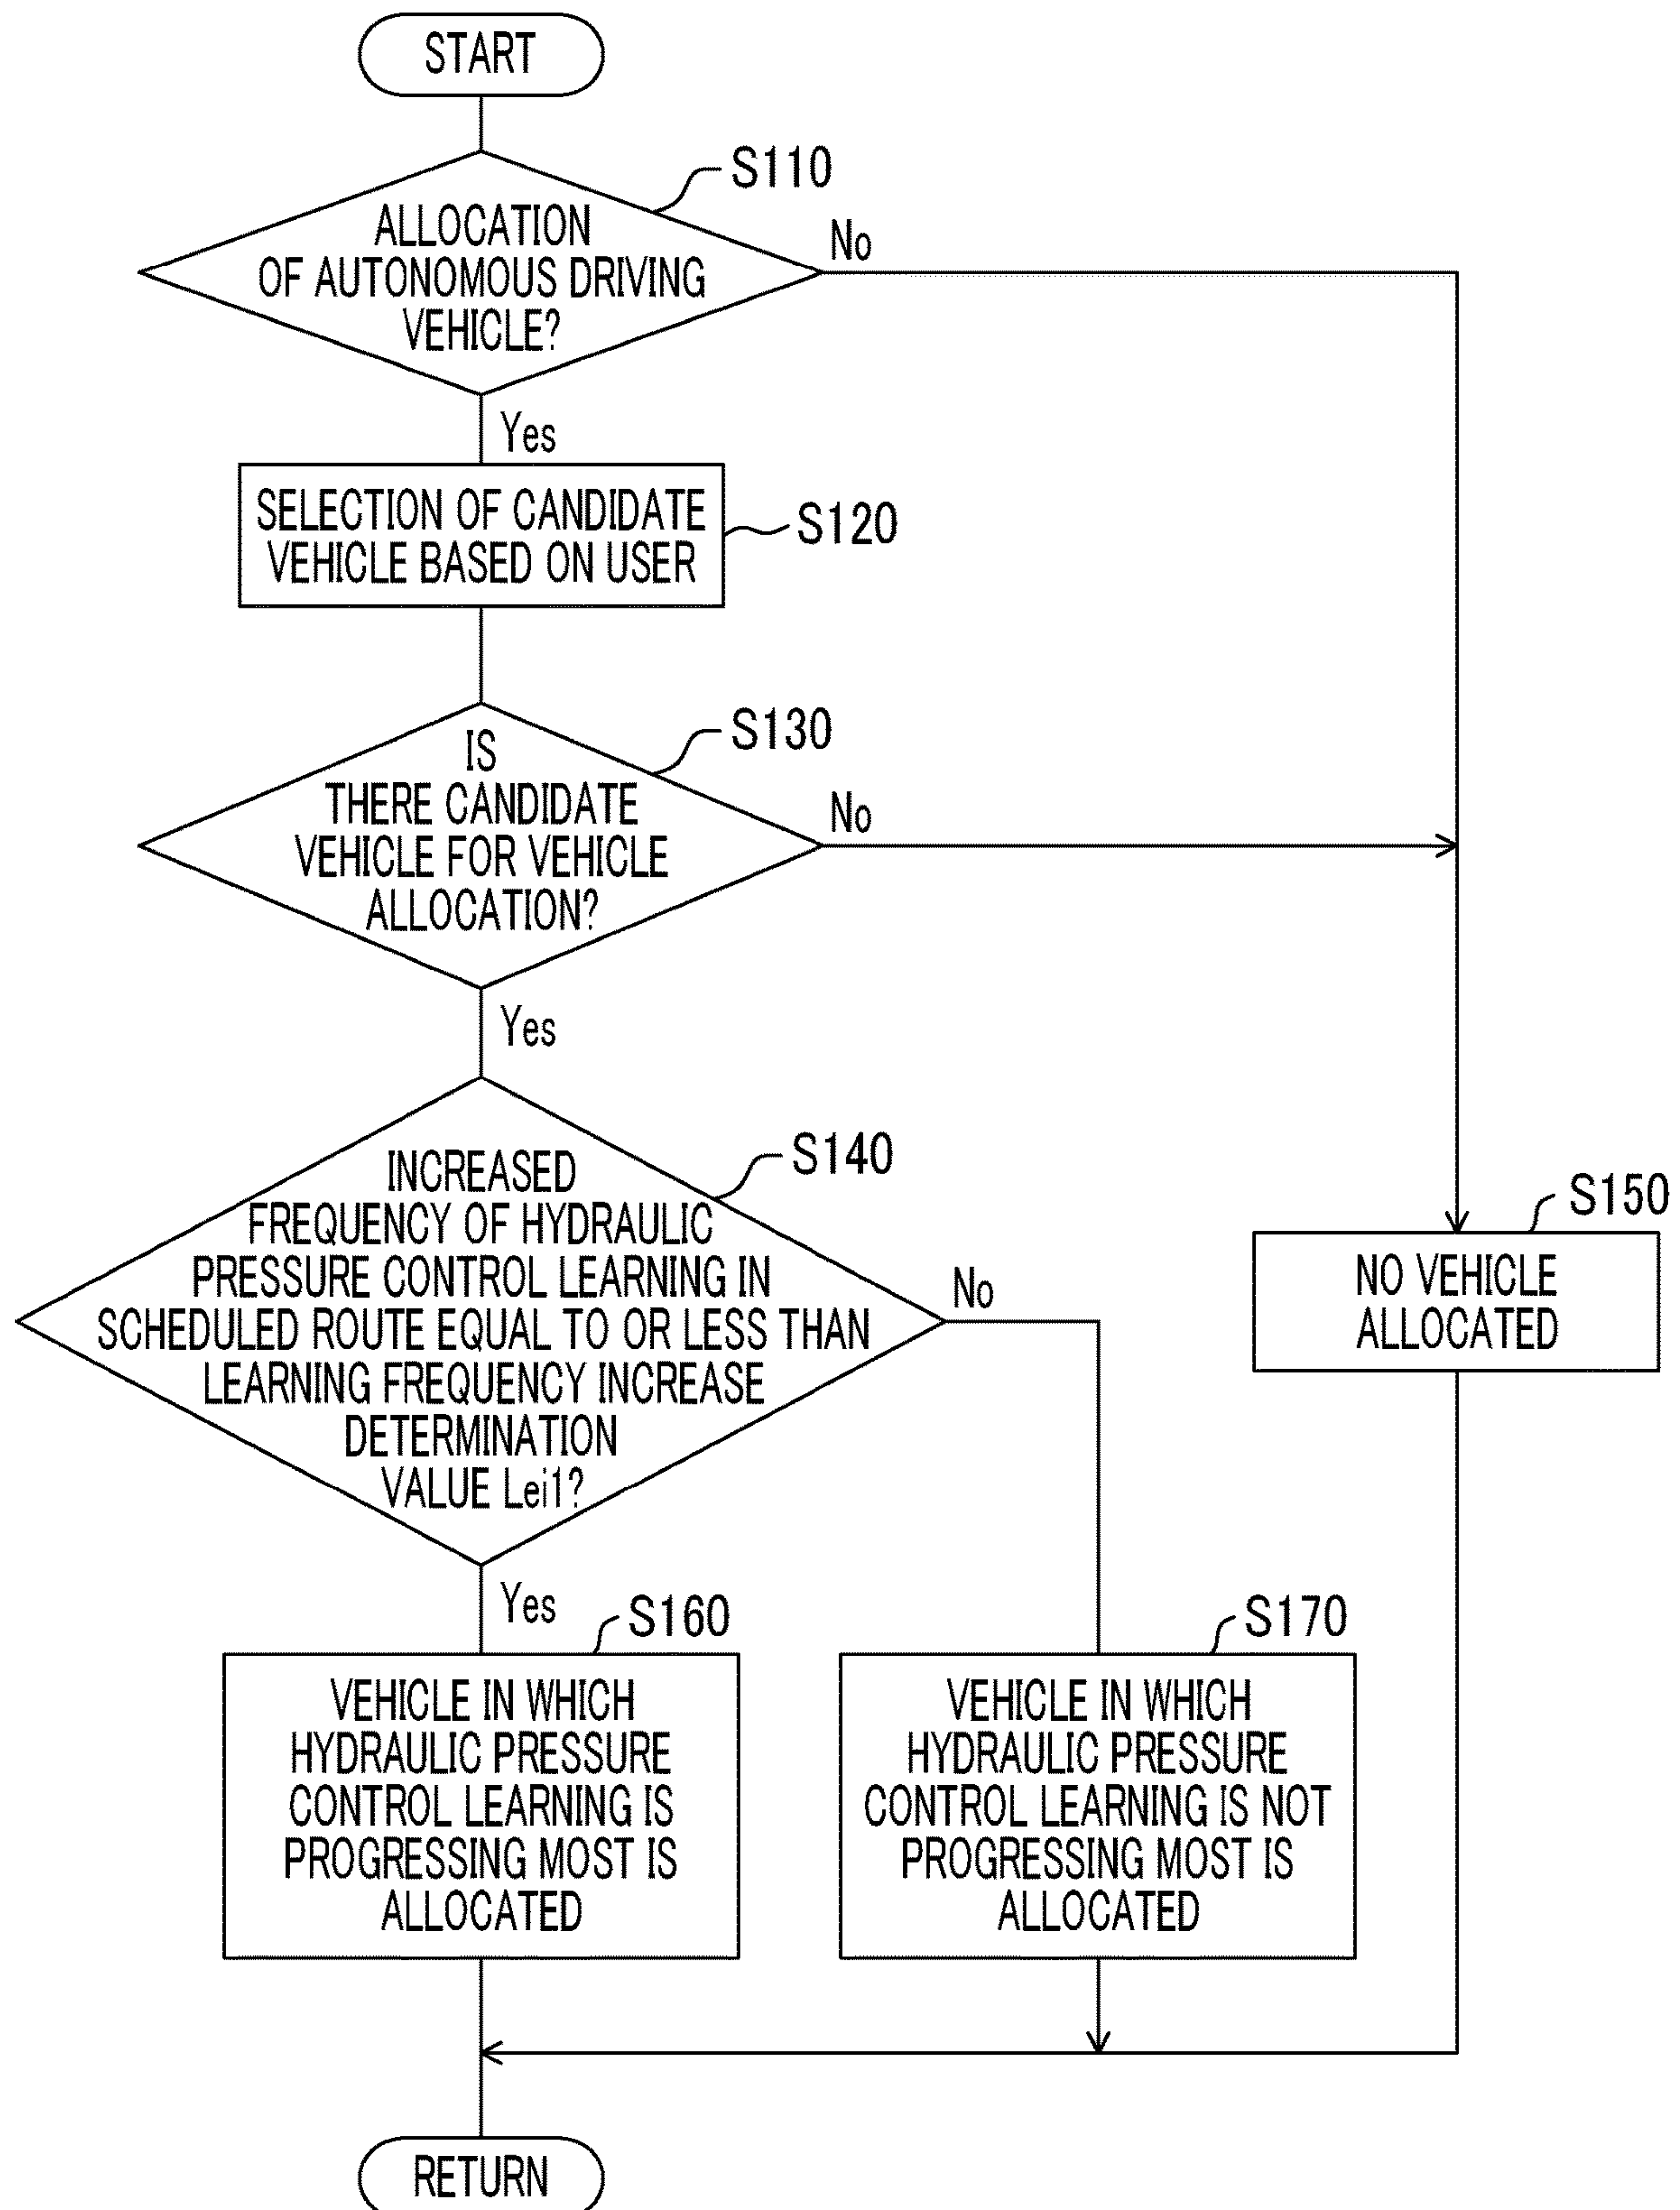 START
S110
ALLOCATION
OF AUTONOMOUS DRIVING
VEHICLE?
No
Yes
SELECTION OF CANDIDATE
VEHICLE BASED ON USER
S120
S130
IS
THERE CANDIDATE
VEHICLE FOR VEHICLE
ALLOCATION?
No
Yes
S140
INCREASED
FREQUENCY OF HYDRAULIC
PRESSURE CONTROL LEARNING IN
SCHEDULED ROUTE EQUAL TO OR LESS THAN
LEARNING FREQUENCY INCREASE
DETERMINATION
VALUE Lei1?
No
S150
NO VEHICLE
ALLOCATED
Yes
S160
VEHICLE IN WHICH
HYDRAULIC PRESSURE
CONTROL LEARNING IS
PROGRESSING MOST IS
ALLOCATED
S170
VEHICLE IN WHICH
HYDRAULIC PRESSURE
CONTROL LEARNING IS NOT
PROGRESSING MOST IS
ALLOCATED
RETURN